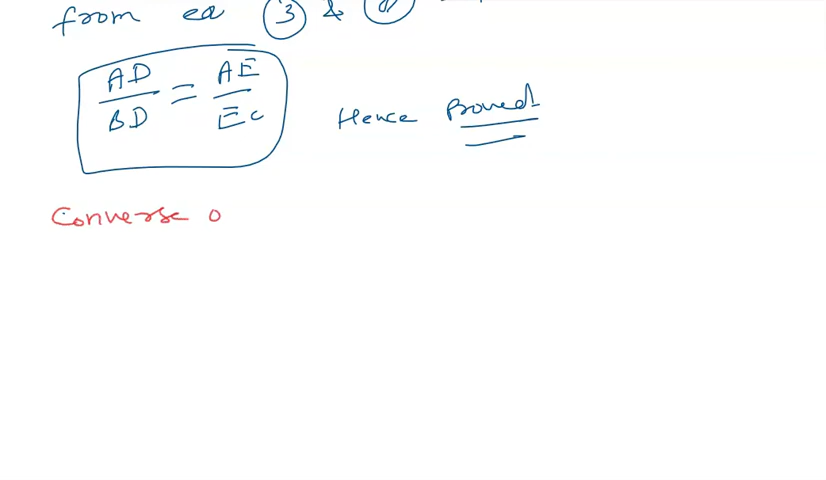 from eq ③ &
AD/BD = AE/EC
Hence Proved
Converse o